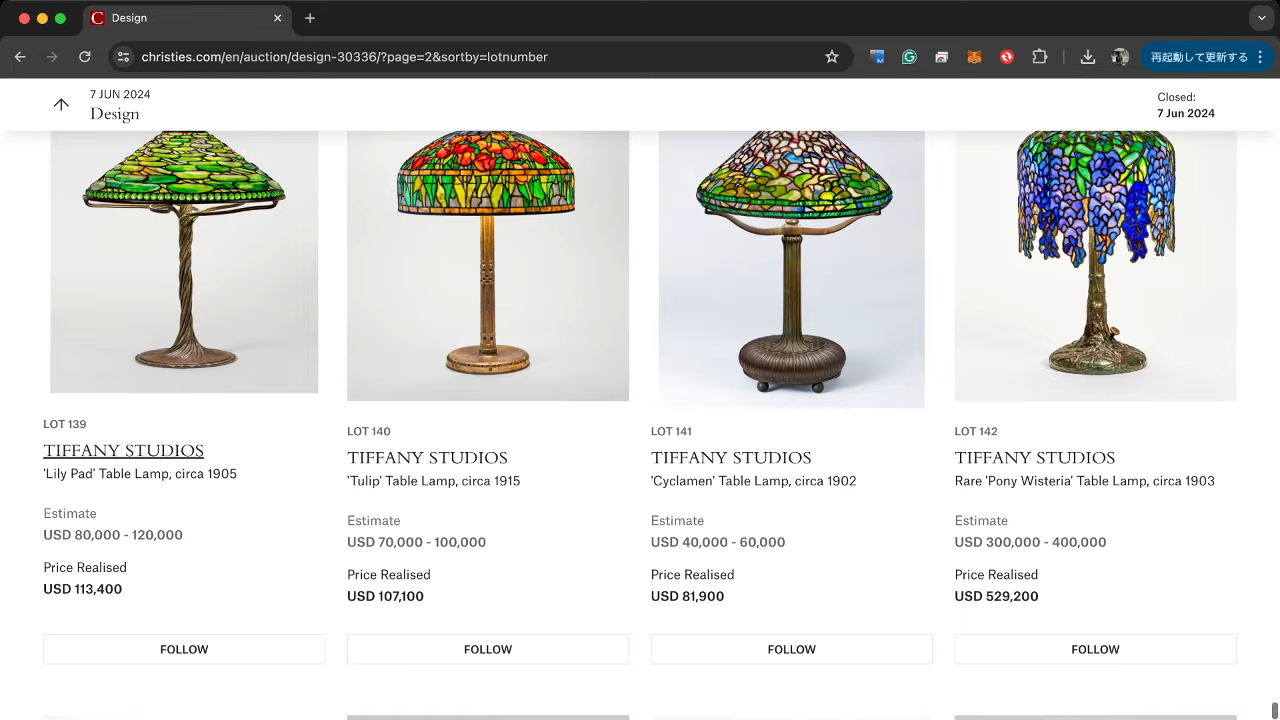 Design
christies.com/en/auction/design-30336/?page=2&sortby=lotnumber
再起動して更新する
7 JUN 2024
Design
Closed:
7 Jun 2024
LOT 139
TIFFANY STUDIOS
'Lily Pad' Table Lamp, circa 1905
Estimate
USD 80,000 - 120,000
Price Realised
USD 113,400
FOLLOW
LOT 140
TIFFANY STUDIOS
'Tulip' Table Lamp, circa 1915
Estimate
USD 70,000 - 100,000
Price Realised
USD 107,100
FOLLOW
LOT 141
TIFFANY STUDIOS
'Cyclamen' Table Lamp, circa 1902
Estimate
USD 40,000 - 60,000
Price Realised
USD 81,900
FOLLOW
LOT 142
TIFFANY STUDIOS
Rare 'Pony Wisteria' Table Lamp, circa 1903
Estimate
USD 300,000 - 400,000
Price Realised
USD 529,200
FOLLOW